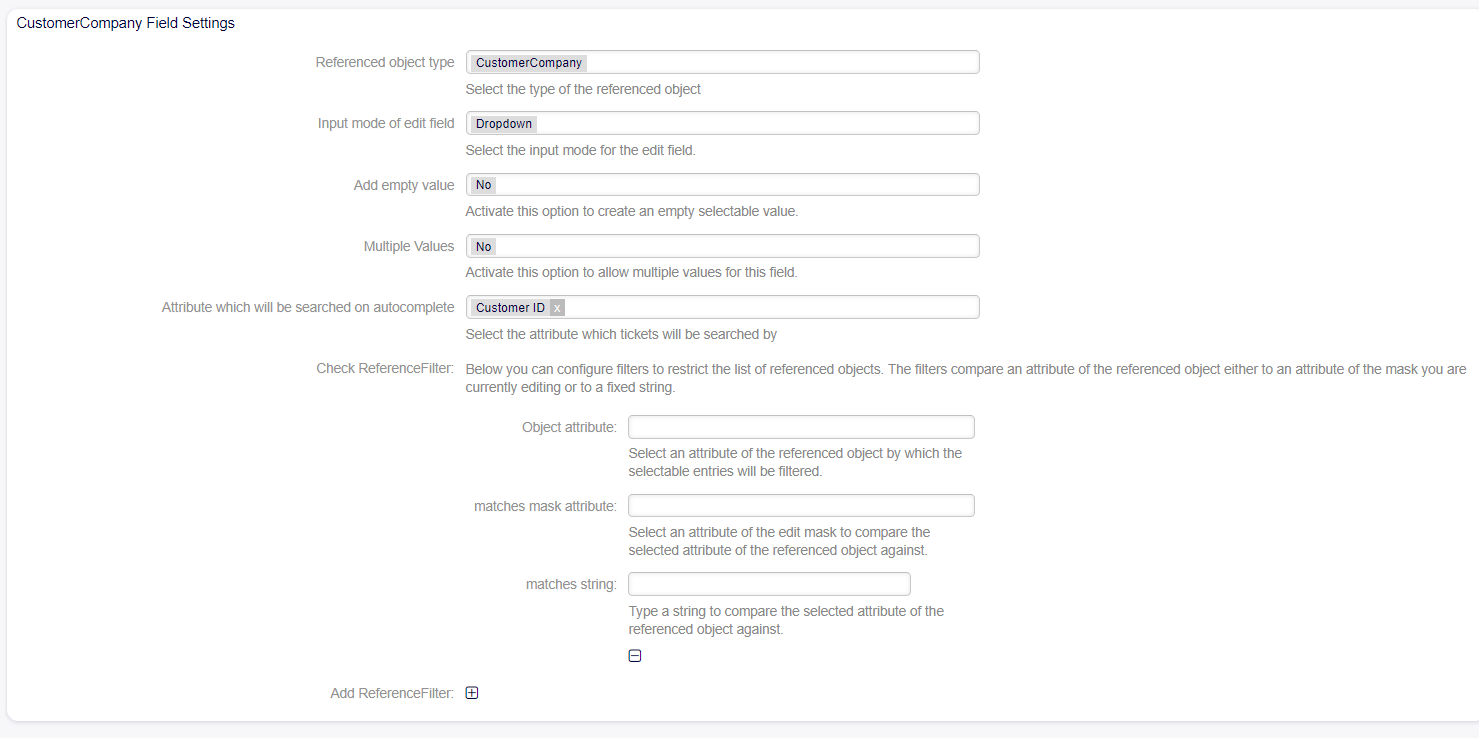 CustomerCompany Field Settings
Referenced object type CustomerCompany
Select the type of the referenced object
Input mode of edit field Dropdown
Select the input mode for the edit field.
Add empty value No
Activate this option to create an empty selectable value.
Multiple Values No
Activate this option to allow multiple values for this field.
Attribute which will be searched on autocomplete Customer ID x
Select the attribute which tickets will be searched by
Check ReferenceFilter: Below you can configure filters to restrict the list of referenced objects. The filters compare an attribute of the referenced object either to an attribute of the mask you are
currently editing or to a fixed string.
Object attribute:
Select an attribute of the referenced object by which the
selectable entries will be filtered.
matches mask attribute:
Select an attribute of the edit mask to compare the
selected attribute of the referenced object against.
matches string:
Type a string to compare the selected attribute of the
referenced object against.
Add ReferenceFilter: